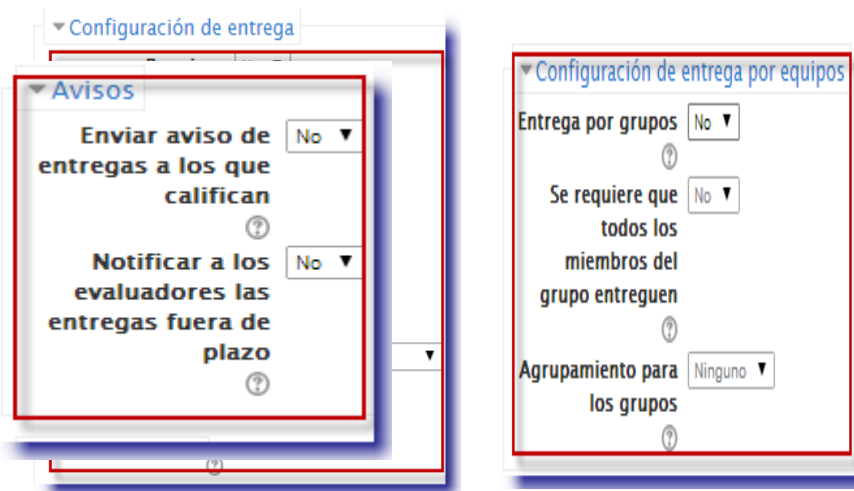 Configuración de entrega
Avisos
Enviar aviso de No
entregas a los que
califican
Notificar a los No
evaluadores las
entregas fuera de
plazo
Configuración de entrega por equipos
Entrega por grupos No
Se requiere que No
todos los
miembros del
grupo entreguen
Agrupamiento para Ninguno
los grupos